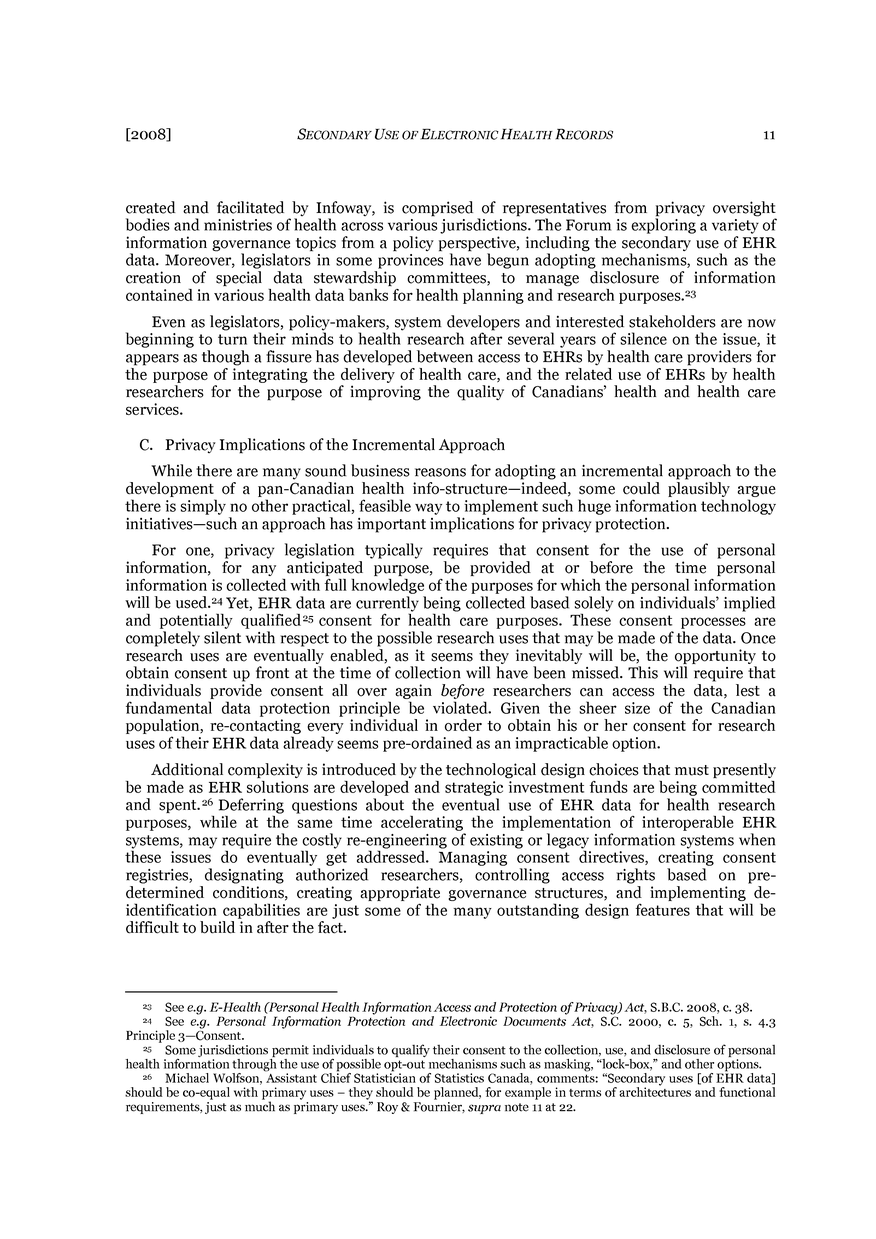 [2008] SECONDARY USE OF ELECTRONIC HEALTH RECORDS 11
created and facilitated by Infoway, is comprised of representatives from privacy oversight
bodies and ministries of health across various jurisdictions. The Forum is exploring a variety of
information governance topics from a policy perspective, including the secondary use of EHR
data. Moreover, legislators in some provinces have begun adopting mechanisms, such as the
creation of special data stewardship committees, to manage disclosure of information
contained in various health data banks for health planning and research purposes.23
Even as legislators, policy-makers, system developers and interested stakeholders are now
beginning to turn their minds to health research after several years of silence on the issue, it
appears as though a fissure has developed between access to EHRs by health care providers for
the purpose of integrating the delivery of health care, and the related use of EHRs by health
researchers for the purpose of improving the quality of Canadians’ health and health care
services.
C. Privacy Implications of the Incremental Approach
While there are many sound business reasons for adopting an incremental approach to the
development of a pan-Canadian health info-structure—indeed, some could plausibly argue
there is simply no other practical, feasible way to implement such huge information technology
initiatives—such an approach has important implications for privacy protection.
For one, privacy legislation typically requires that consent for the use of personal
information, for any anticipated purpose, be provided at or before the time personal
information is collected with full knowledge of the purposes for which the personal information
will be used.24 Yet, EHR data are currently being collected based solely on individuals’ implied
and potentially qualified25 consent for health care purposes. These consent processes are
completely silent with respect to the possible research uses that may be made of the data. Once
research uses are eventually enabled, as it seems they inevitably will be, the opportunity to
obtain consent up front at the time of collection will have been missed. This will require that
individuals provide consent all over again before researchers can access the data, lest a
fundamental data protection principle be violated. Given the sheer size of the Canadian
population, re-contacting every individual in order to obtain his or her consent for research
uses of their EHR data already seems pre-ordained as an impracticable option.
Additional complexity is introduced by the technological design choices that must presently
be made as EHR solutions are developed and strategic investment funds are being committed
and spent.26 Deferring questions about the eventual use of EHR data for health research
purposes, while at the same time accelerating the implementation of interoperable EHR
systems, may require the costly re-engineering of existing or legacy information systems when
these issues do eventually get addressed. Managing consent directives, creating consent
registries, designating authorized researchers, controlling access rights based on pre-
determined conditions, creating appropriate governance structures, and implementing de-
identification capabilities are just some of the many outstanding design features that will be
difficult to build in after the fact.
23 See e.g. E-Health (Personal Health Information Access and Protection of Privacy) Act, S.B.C. 2008, c. 38.
24 See e.g. Personal Information Protection and Electronic Documents Act, S.C. 2000, c. 5, Sch. 1, s. 4.3
Principle 3—Consent.
25 Some jurisdictions permit individuals to qualify their consent to the collection, use, and disclosure of personal
health information through the use of possible opt-out mechanisms such as masking, “lock-box,” and other options.
26 Michael Wolfson, Assistant Chief Statistician of Statistics Canada, comments: “Secondary uses [of EHR data]
should be co-equal with primary uses – they should be planned, for example in terms of architectures and functional
requirements, just as much as primary uses.” Roy & Fournier, supra note 11 at 22.